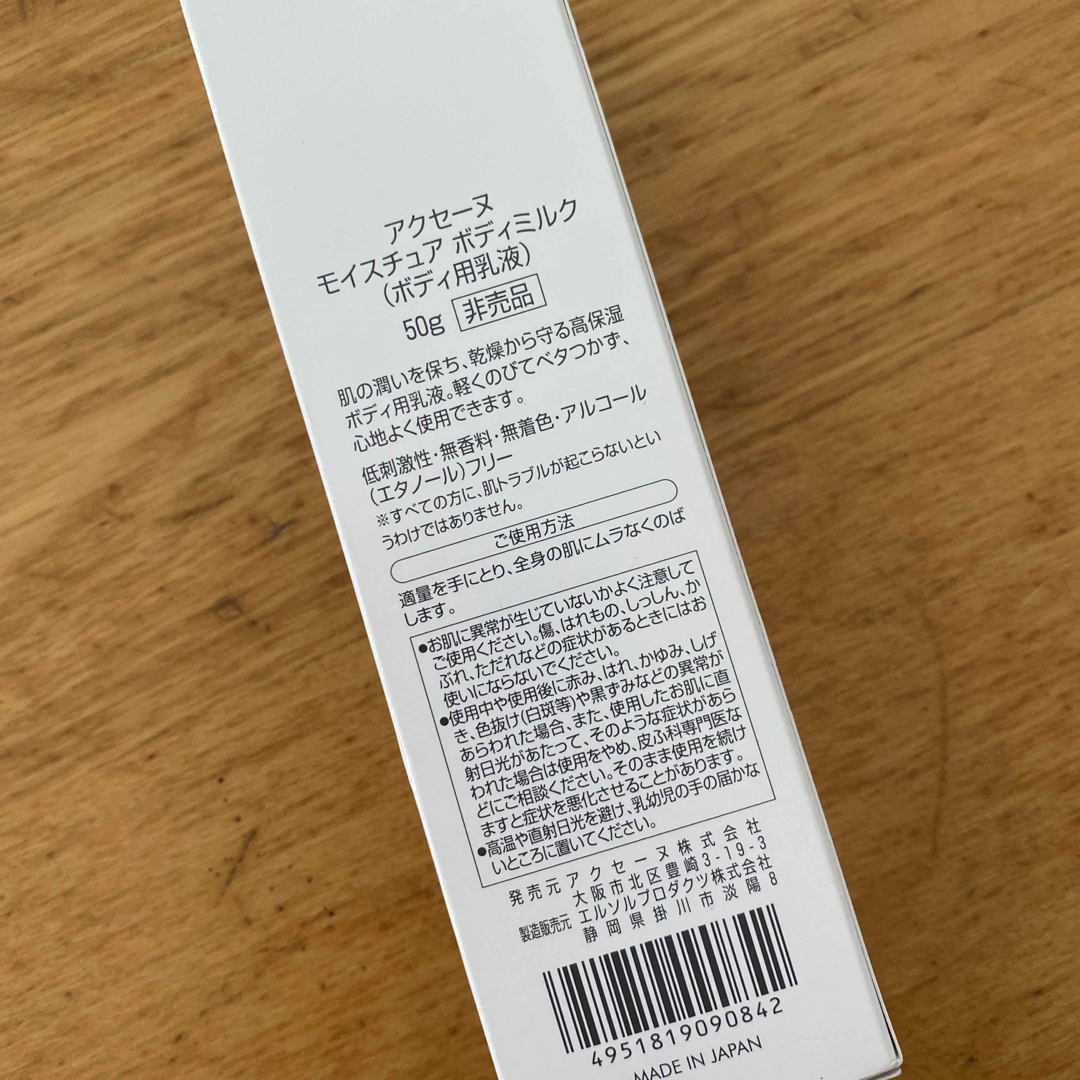 アクセーヌ
モイスチュア ボディミルク
(ボディ用乳液)
50g 非売品
肌の潤いを保ち、乾燥から守る高保湿
ボディ用乳液。軽くのびてベタつかず、
心地よく使用できます。
低刺激性・無香料・無着色・アルコール
(エタノール)フリー
※すべての方に、肌トラブルが起こらないとい
うわけではありません。
ご使用方法
適量を手にとり、全身の肌にムラなくのば
します。
●お肌に異常が生じていないかよく注意して
ご使用ください。傷、はれもの、しっしん、か
ぶれ、ただれなどの症状があるときにはお
使いにならないでください。
●使用中や使用後に赤み、はれ、かゆみ、しげ
き、色抜け(白斑等)や黒ずみなどの異常が
あらわれた場合、また、使用したお肌に直
射日光があたって、そのような症状があら
われた場合は使用をやめ、皮ふ科専門医な
どにご相談ください。そのまま使用を続け
ますと症状を悪化させることがあります。
●高温や直射日光を避け、乳幼児の手の届かな
いところに置いてください。
発売元 アクセーヌ株式会社
大阪市北区豊崎3-19-3
製造販売元 エルソルプロダクツ株式会社
静岡県掛川市淡陽8
4951819090842
MADE IN JAPAN